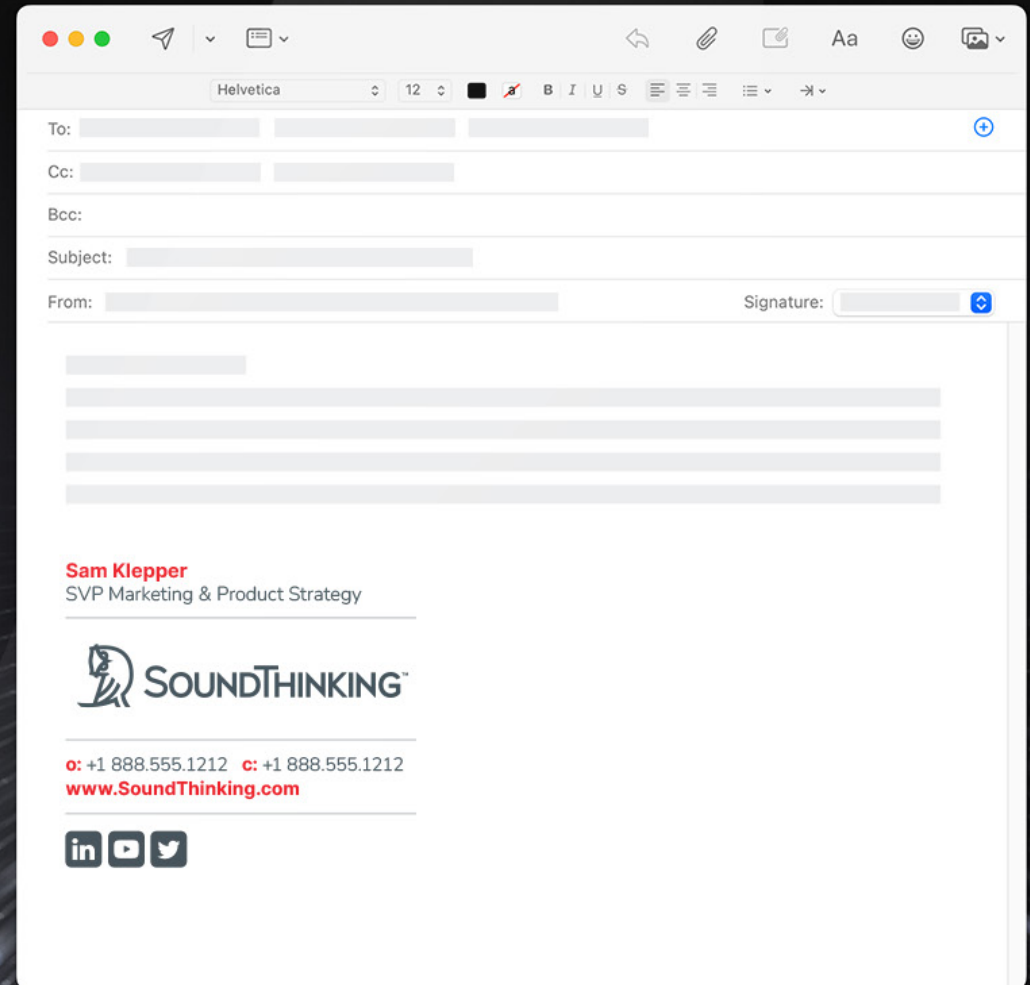 Aa
Helvetica 12 a B I U S
To:
Cc:
Bcc:
Subject:
From: Signature:
Sam Klepper
SVP Marketing & Product Strategy
SOUNDTHINKING™
o: +1 888.555.1212 c: +1 888.555.1212
www.SoundThinking.com
in